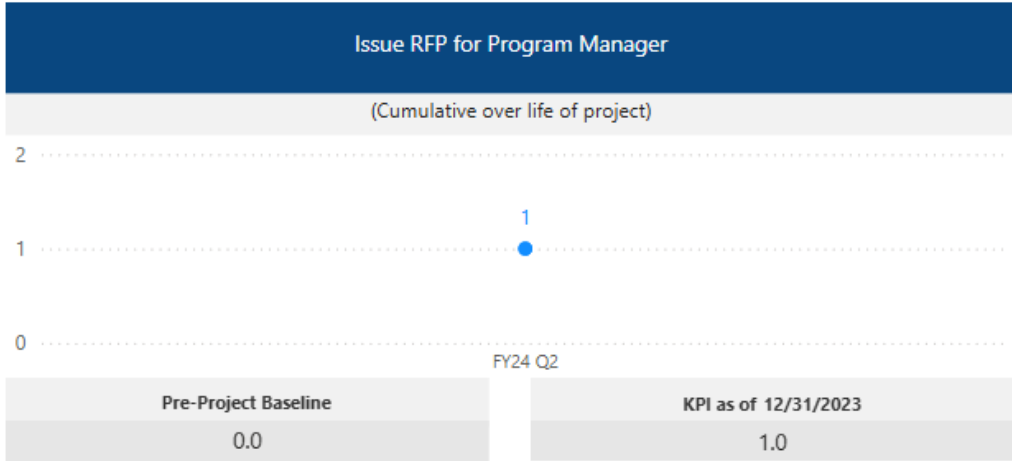 Issue RFP for Program Manager
(Cumulative over life of project)
2
1
1
0
FY24 Q2
Pre-Project Baseline
KPI as of 12/31/2023
0.0
1.0